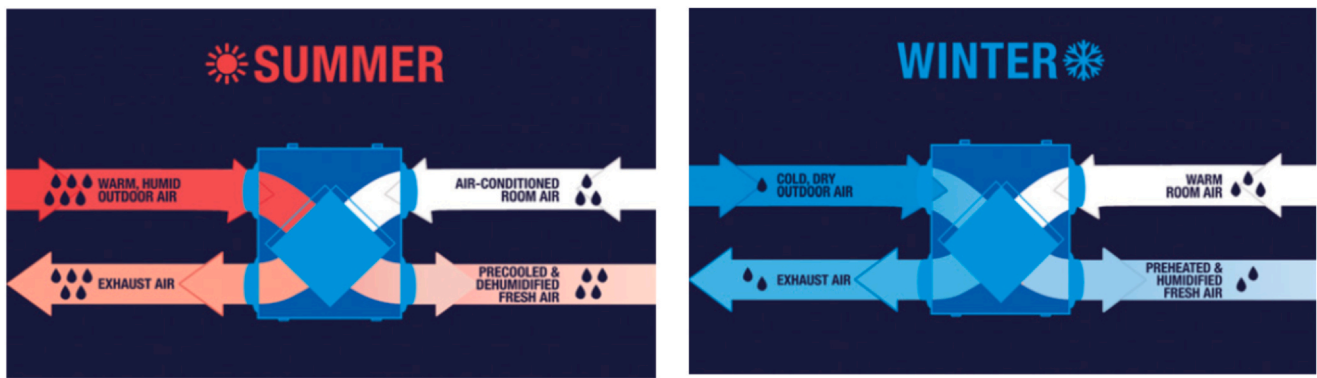 SUMMER
WARM, HUMID
OUTDOOR AIR
AIR-CONDITIONED
ROOM AIR
EXHAUST AIR
PRECOOLED &
DEHUMIDIFIED
FRESH AIR
WINTER
COLD, DRY
OUTDOOR AIR
WARM
ROOM AIR
EXHAUST AIR
PREHEATED &
HUMIDIFIED
FRESH AIR